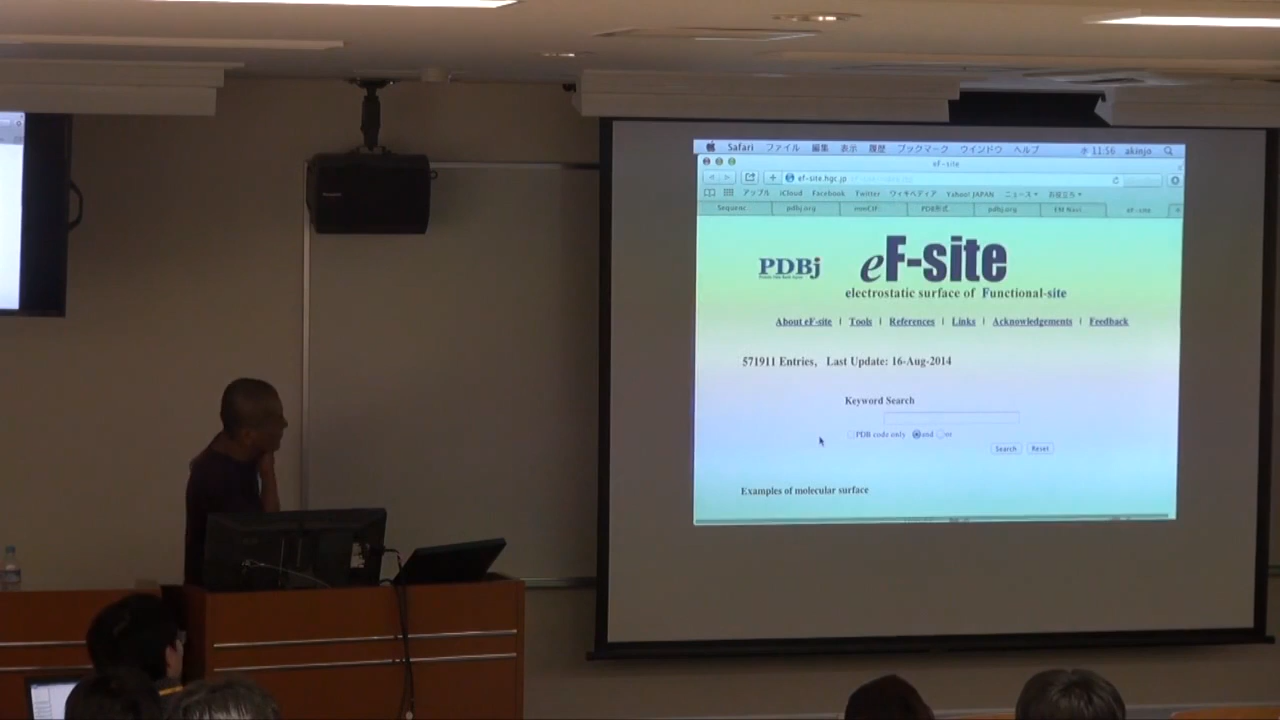 Safari ファイル 編集 表示 履歴 ブックマーク ウインドウ ヘルプ 11:56 akinjo
ef-site
ef-site.hgc.jp
アップル iCloud Facebook Twitter ウィキペディア Yahoo! JAPAN ニュース お役立ち
Sequenc pdbj.org mmCIF PDB形式 pdbj.org EM Navi ef-site
PDBj
eF-site
electrostatic surface of Functional-site
About eF-site | Tools | References | Links | Acknowledgements | Feedback
571911 Entries, Last Update: 16-Aug-2014
Keyword Search
PDB code only and or
Search Reset
Examples of molecular surface